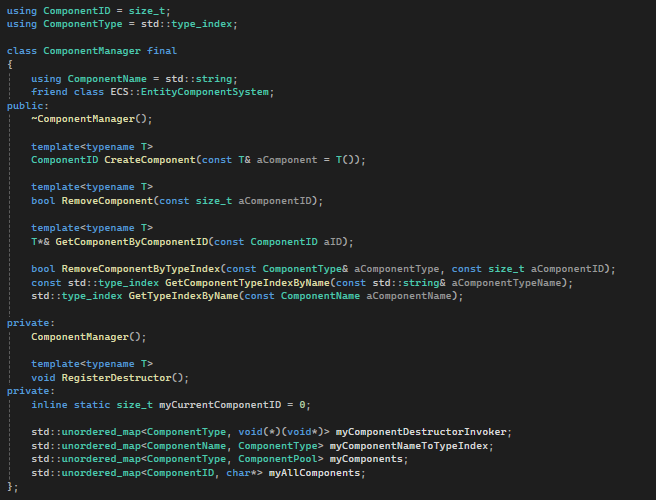 using ComponentID = size_t;
using ComponentType = std::type_index;
class ComponentManager final
{
using ComponentName = std::string;
friend class ECS::EntityComponentSystem;
public:
~ComponentManager();
template<typename T>
ComponentID CreateComponent(const T& aComponent = T());
template<typename T>
bool RemoveComponent(const size_t aComponentID);
template<typename T>
T*& GetComponentByComponentID(const ComponentID aID);
bool RemoveComponentByTypeIndex(const ComponentType& aComponentType, const size_t aComponentID);
const std::type_index GetComponentTypeIndexByName(const std::string& aComponentTypeName);
std::type_index GetTypeIndexByName(const ComponentName aComponentName);
private:
ComponentManager();
template<typename T>
void RegisterDestructor();
private:
inline static size_t myCurrentComponentID = 0;
std::unordered_map<ComponentType, void(*)(void*)> myComponentDestructorInvoker;
std::unordered_map<ComponentName, ComponentType> myComponentNameToTypeIndex;
std::unordered_map<ComponentType, ComponentPool> myComponents;
std::unordered_map<ComponentID, char*> myAllComponents;
};